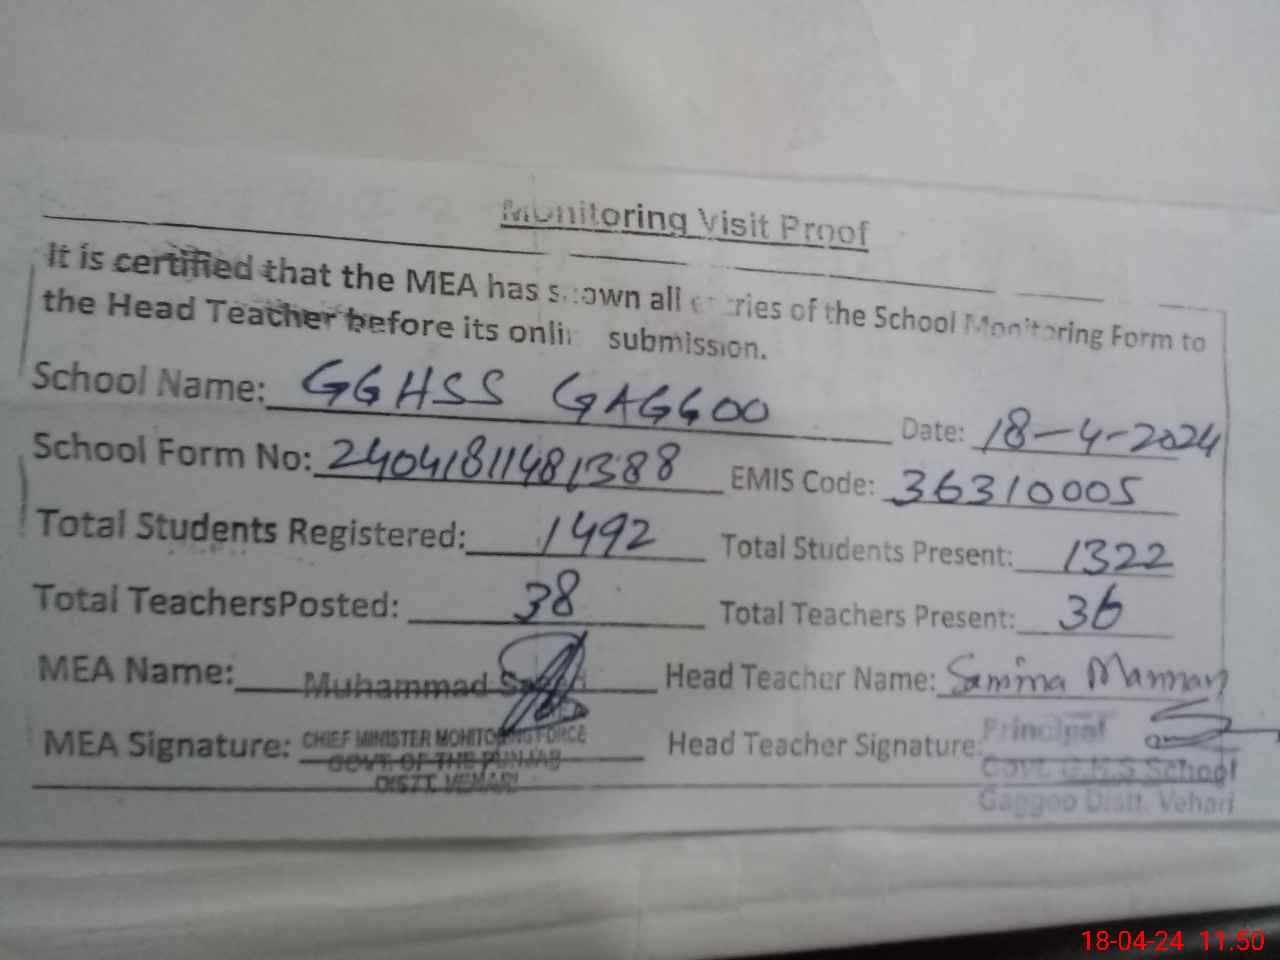 Monitoring Visit Proof
It is certified that the MEA has shown all entries of the School Monitoring Form to
the Head Teacher before its onli submission.
School Name: GGHSS GAGGOO Date: 18-4-2024
School Form No: 24041811481388 EMIS Code: 36310005
Total Students Registered: 1492 Total Students Present: 1322
Total TeachersPosted: 38 Total Teachers Present: 36
MEA Name: Muhammad Head Teacher Name: Samina Mannan
MEA Signature: CHIEF MINISTER MONITORING FORCE Head Teacher Signature: Principal
GOVT. OF THE PUNJAB Govt. G.H.S School
DISTT. VEHARI Gaggoo Distt. Vehari
18-04-24 11:50